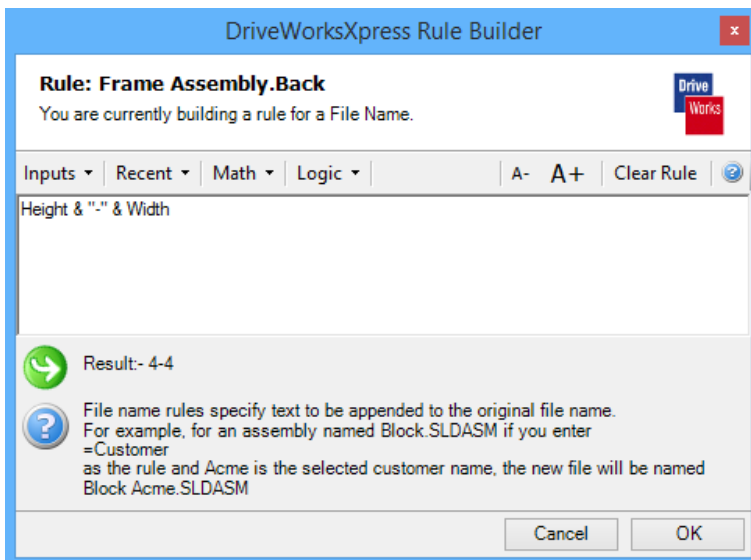 DriveWorksXpress Rule Builder
x
Rule: Frame Assembly.Back
You are currently building a rule for a File Name.
Drive
Works
Inputs Recent Math Logic A- A+ Clear Rule ?
Height & "-" & Width
Result:- 4-4
?
File name rules specify text to be appended to the original file name.
For example, for an assembly named Block.SLDASM if you enter
=Customer
as the rule and Acme is the selected customer name, the new file will be named
Block Acme.SLDASM
Cancel OK